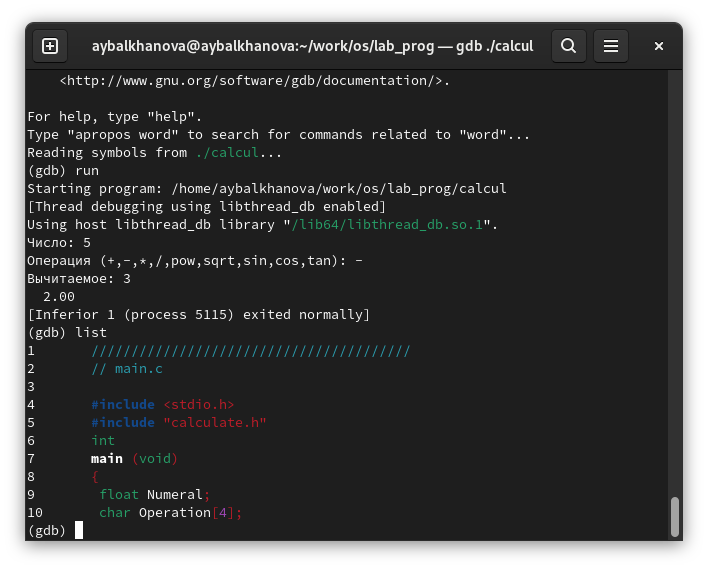 aybalkhanova@aybalkhanova:~/work/os/lab_prog — gdb ./calcul
<http://www.gnu.org/software/gdb/documentation/>.
For help, type "help".
Type "apropos word" to search for commands related to "word"...
Reading symbols from ./calcul...
(gdb) run
Starting program: /home/aybalkhanova/work/os/lab_prog/calcul
[Thread debugging using libthread_db enabled]
Using host libthread_db library "/lib64/libthread_db.so.1".
Число: 5
Операция (+,-,*,/,pow,sqrt,sin,cos,tan): -
Вычитаемое: 3
2.00
[Inferior 1 (process 5115) exited normally]
(gdb) list
1 ////////////////////////////////////////
2 // main.c
3
4 #include <stdio.h>
5 #include "calculate.h"
6 int
7 main (void)
8 {
9 float Numeral;
10 char Operation[4];
(gdb)